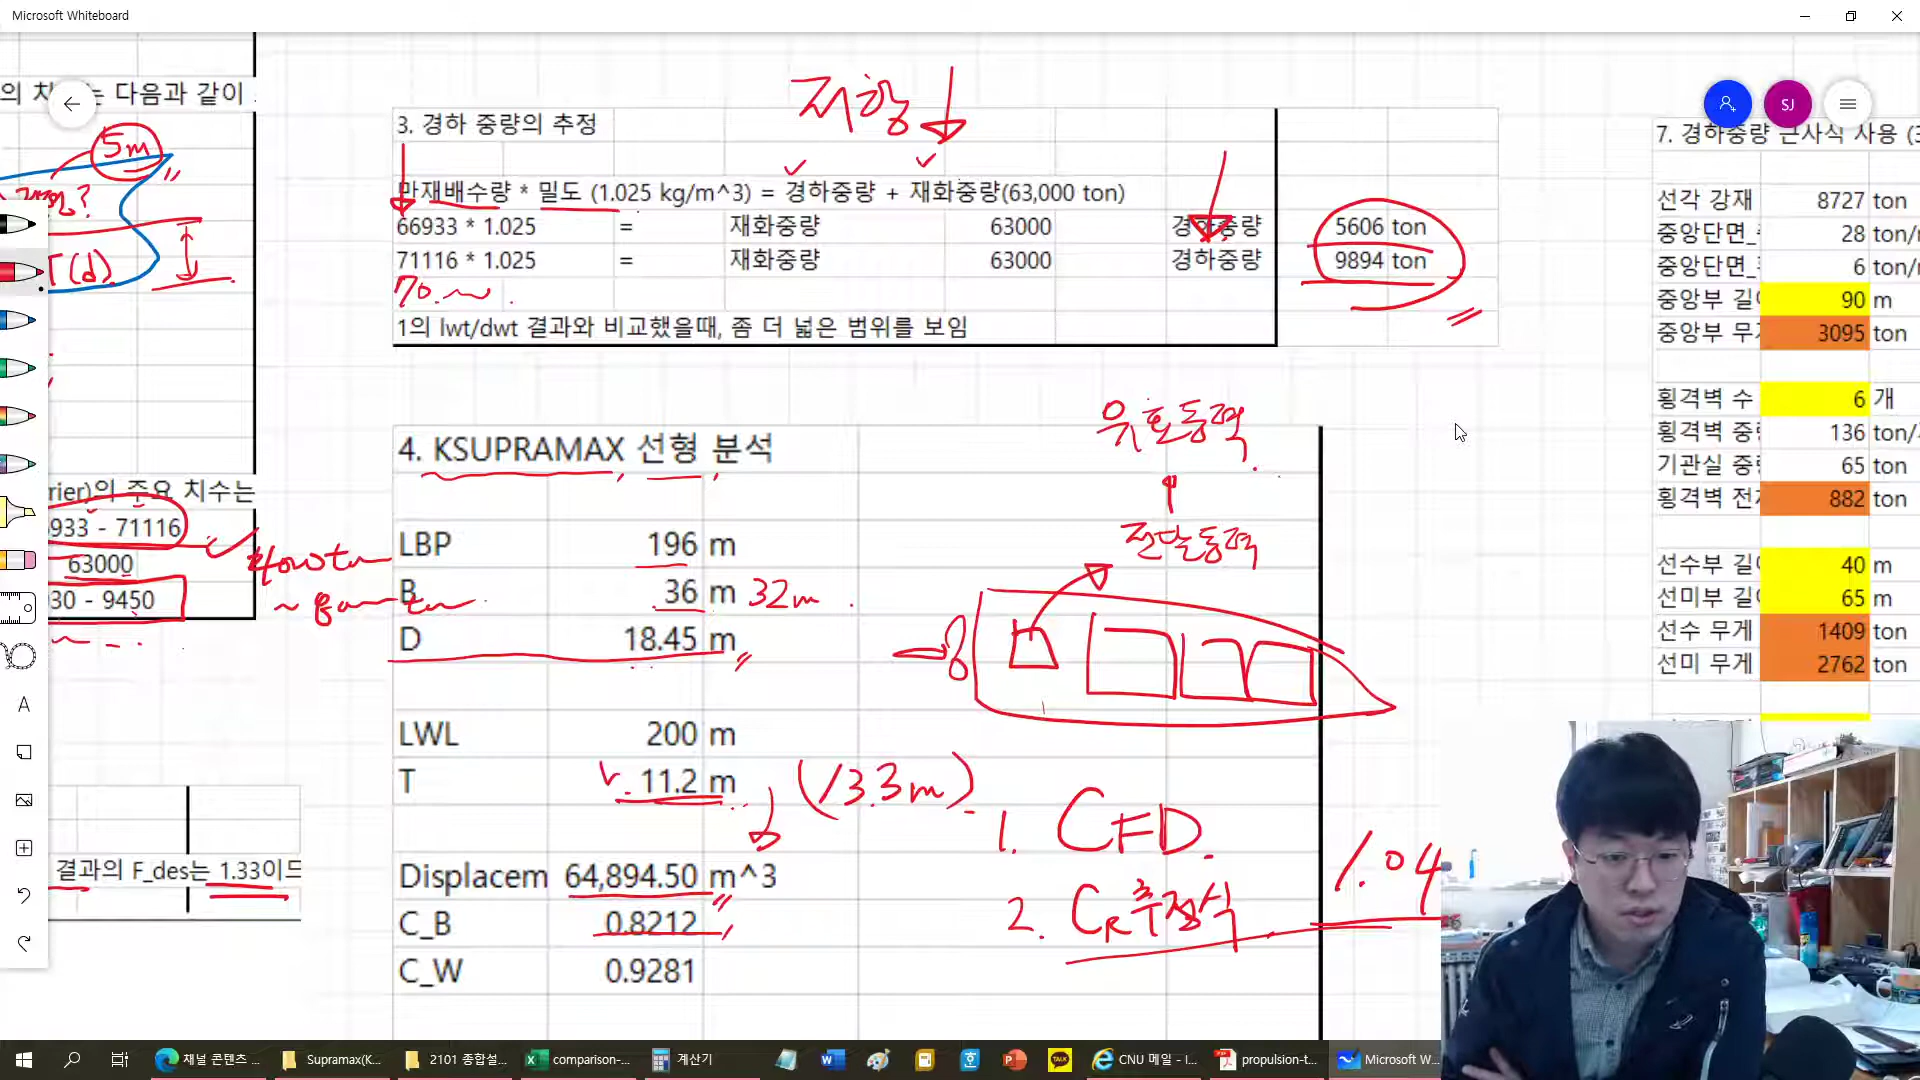 Microsoft Whiteboard
의 치
는 다음과 같이
5m
T(d).
rier)의 주요 치수는
933 - 71116
63000
30 - 9450
결과의 F_des는 1.33이므
저항
3. 경하 중량의 추정
만재배수량 * 밀도 (1.025 kg/m^3) = 경하중량 + 재화중량(63,000 ton)
66933 * 1.025 = 재화중량 63000 경하중량 5606 ton
71116 * 1.025 = 재화중량 63000 경하중량 9894 ton
70.~
1의 lwt/dwt 결과와 비교했을때, 좀 더 넓은 범위를 보임
4. KSUPRAMAX 선형 분석
LBP 196 m
B 36 m 32m
D 18.45 m
LWL 200 m
T 11.2 m (13.3m)
Displacem 64,894.50 m^3
C_B 0.8212
C_W 0.9281
유효동력
전달동력
1. CFD
2. CR 추정식
1.04
SJ
7. 경하중량 근사식 사용 (3
선각 강재 8727 ton
중앙단면_ 28 ton/
중앙단면_ 6 ton/
중앙부 길 90 m
중앙부 무 3095 ton
횡격벽 수 6 개
횡격벽 중 136 ton/
기관실 중 65 ton
횡격벽 전 882 ton
선수부 길 40 m
선미부 길 65 m
선수 무게 1409 ton
선미 무게 2762 ton
채널 콘텐츠 ...
Supramax(K...
2101 종합설...
comparison-...
계산기
TALK
CNU 메일 - I...
propulsion-t...
Microsoft W...